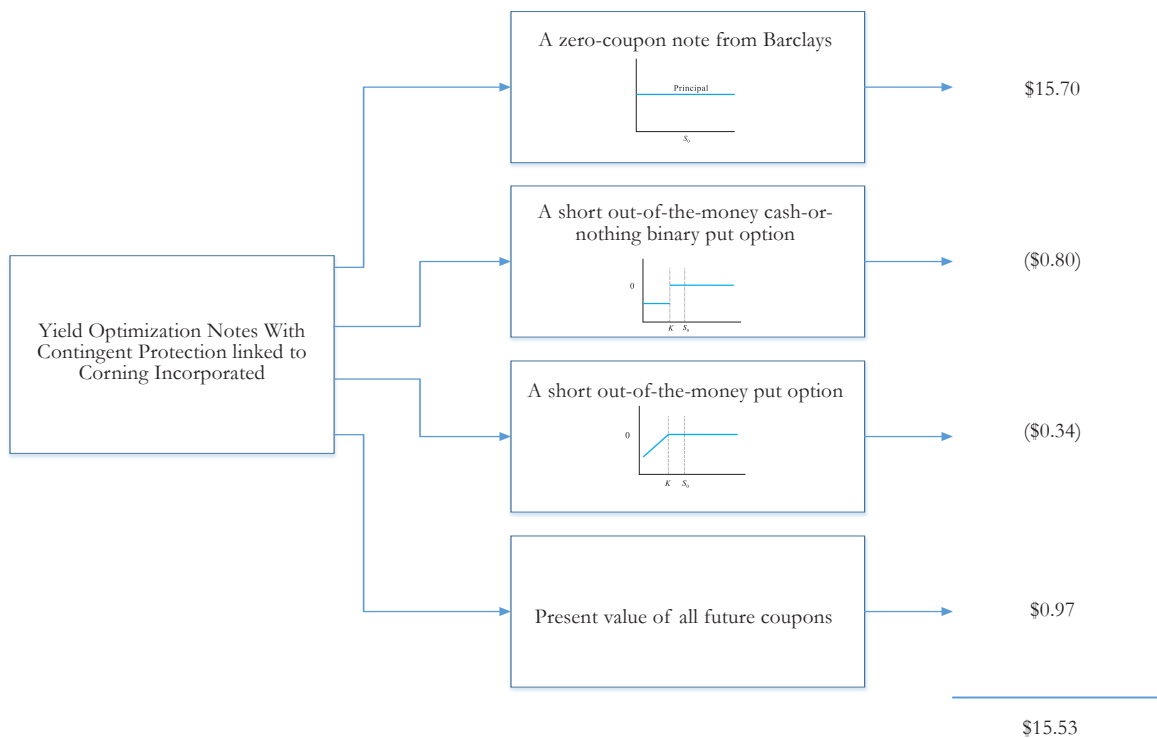 A zero-coupon note from Barclays
Principal
S₀
$15.70
A short out-of-the-money cash-or-
nothing binary put option
0
K S₀
($0.80)
Yield Optimization Notes With
Contingent Protection linked to
Corning Incorporated
A short out-of-the-money put option
0
K S₀
($0.34)
Present value of all future coupons
$0.97
$15.53